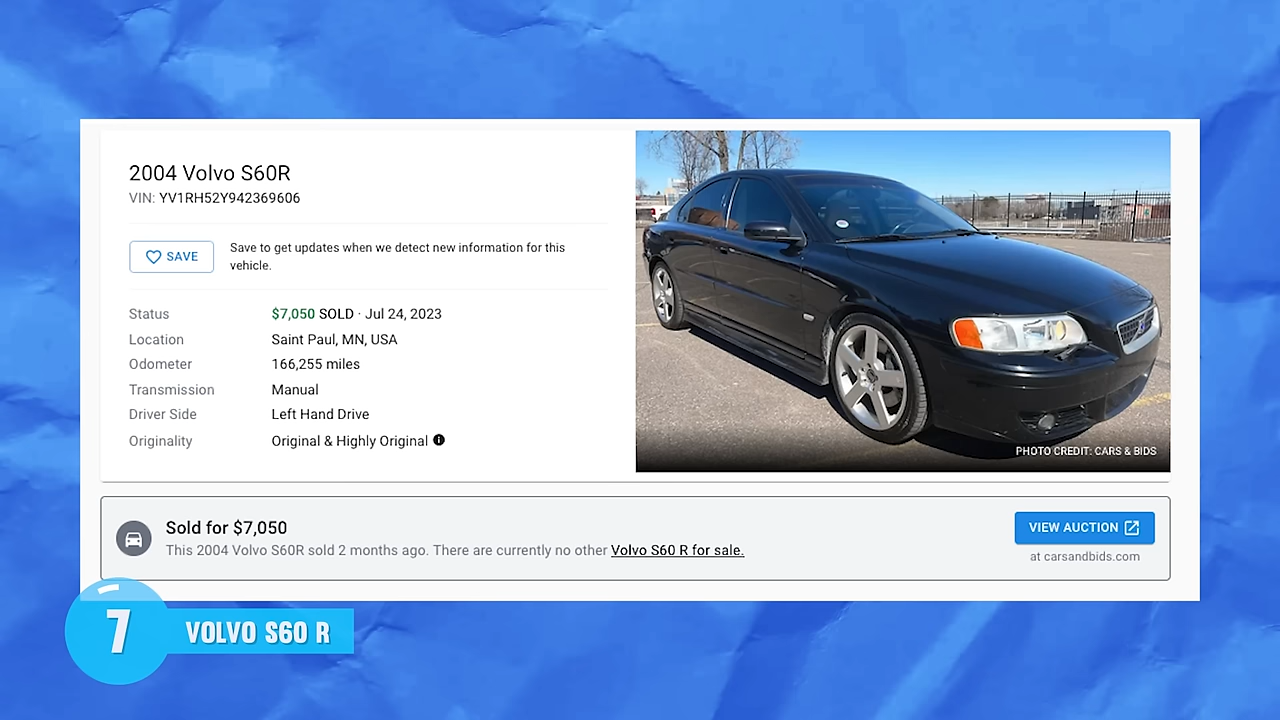 2004 Volvo S60R
VIN: YV1RH52Y942369606
SAVE
Save to get updates when we detect new information for this
vehicle.
Status $7,050 SOLD · Jul 24, 2023
Location Saint Paul, MN, USA
Odometer 166,255 miles
Transmission Manual
Driver Side Left Hand Drive
Originality Original & Highly Original
PHOTO CREDIT: CARS & BIDS
Sold for $7,050
This 2004 Volvo S60R sold 2 months ago. There are currently no other Volvo S60 R for sale.
VIEW AUCTION
at carsandbids.com
7 VOLVO S60 R